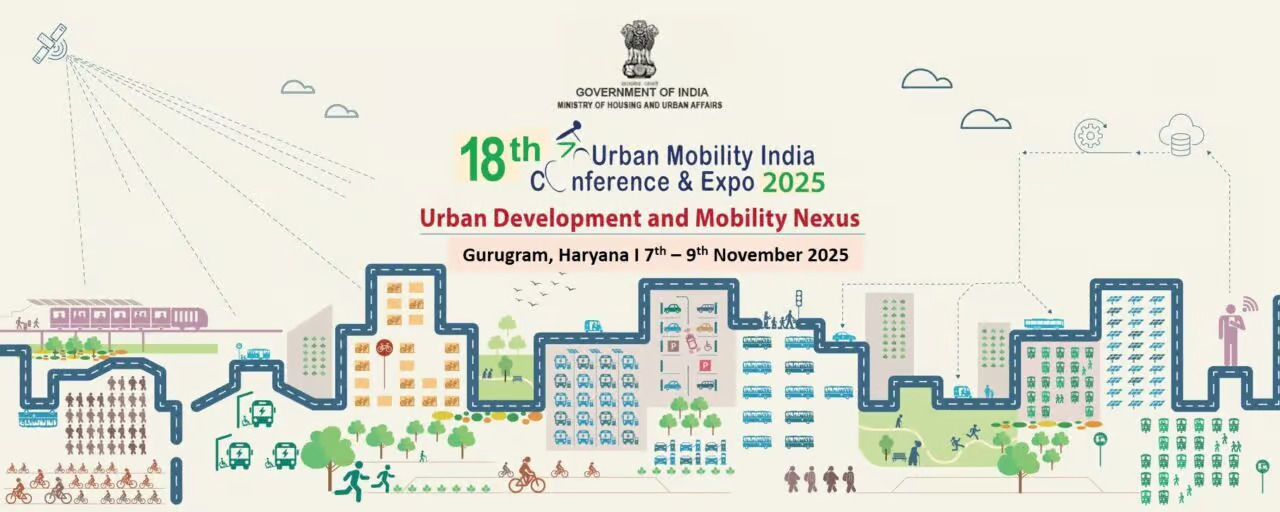 GOVERNMENT OF INDIA
MINISTRY OF HOUSING AND URBAN AFFAIRS
18th Urban Mobility India
Conference & Expo 2025
Urban Development and Mobility Nexus
Gurugram, Haryana I 7th – 9th November 2025
P
P